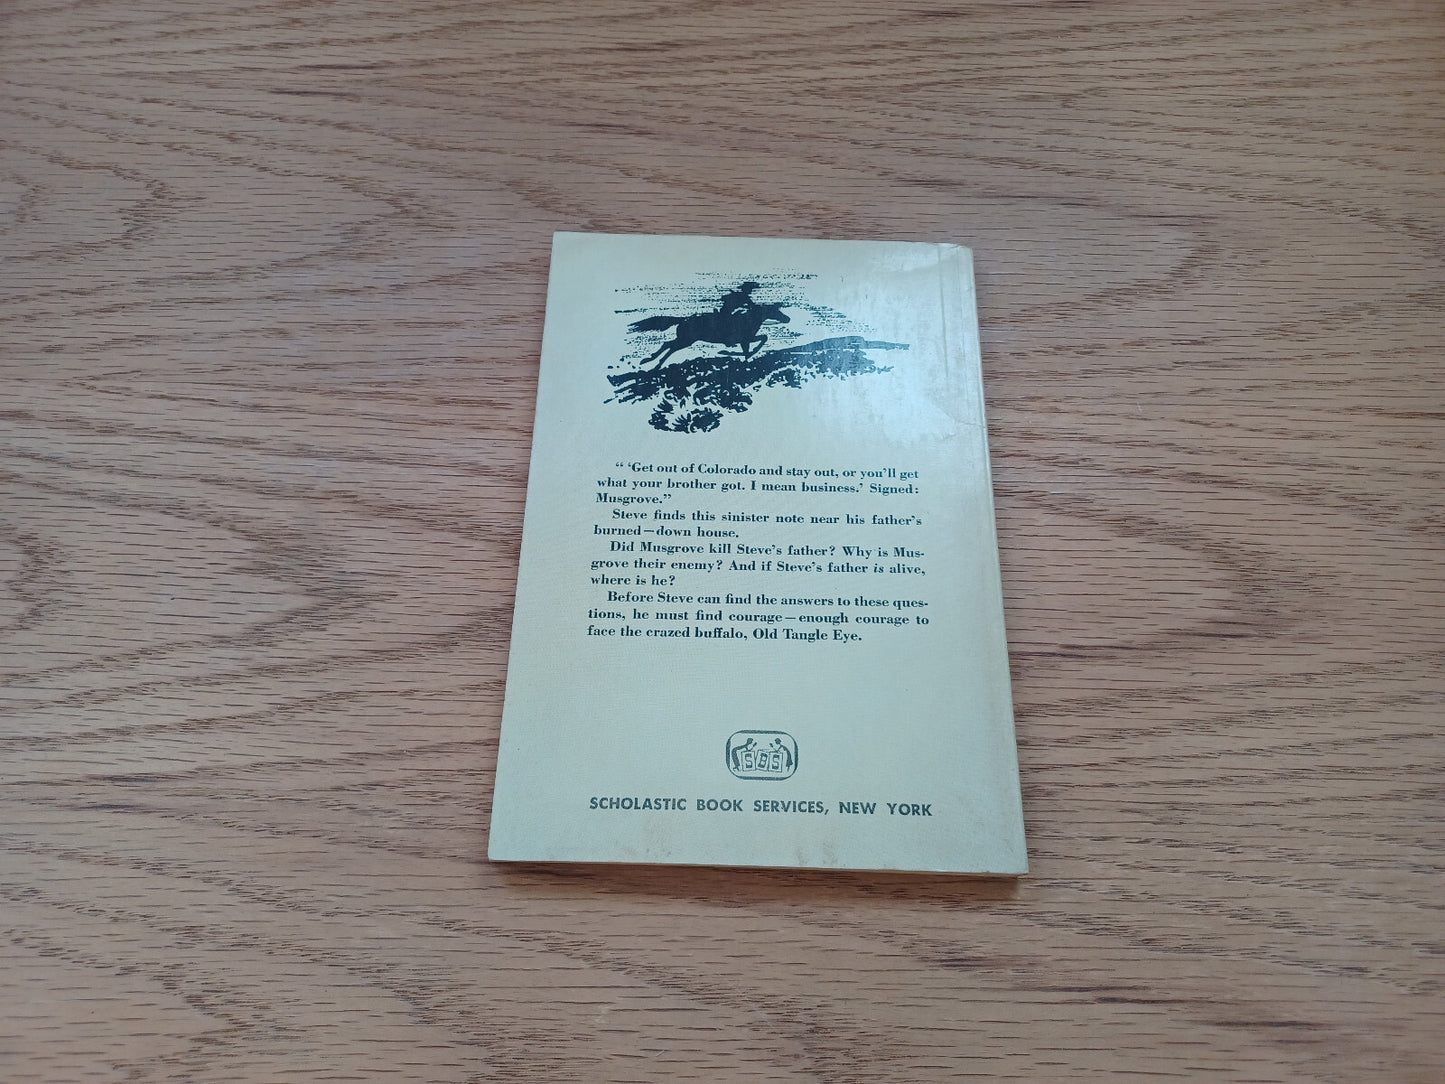 “ ‘Get out of Colorado and stay out, or you’ll get
what your brother got. I mean business.’ Signed:
Musgrove.”
Steve finds this sinister note near his father’s
burned—down house.
Did Musgrove kill Steve’s father? Why is Mus-
grove their enemy? And if Steve’s father is alive,
where is he?
Before Steve can find the answers to these ques-
tions, he must find courage—enough courage to
face the crazed buffalo, Old Tangle Eye.
SBS
SCHOLASTIC BOOK SERVICES, NEW YORK